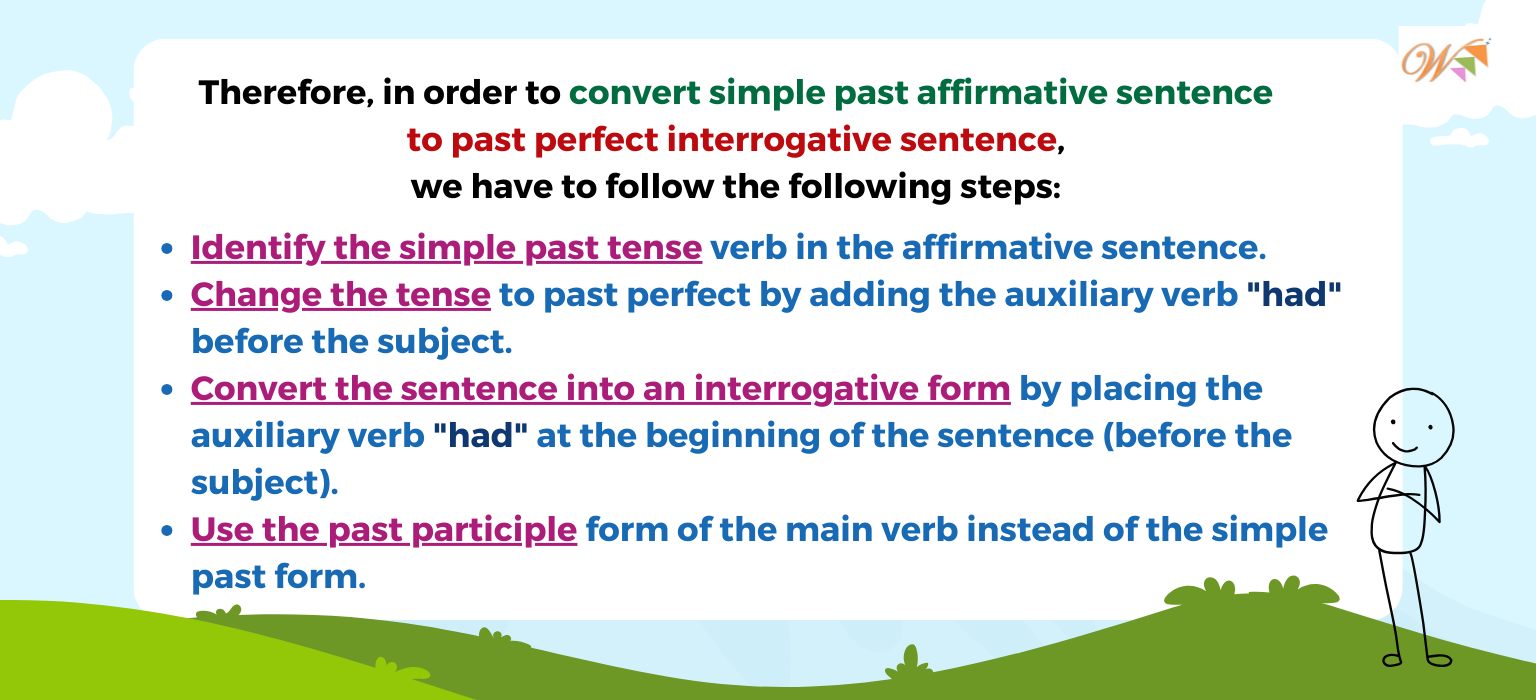 Therefore, in order to convert simple past affirmative sentence
to past perfect interrogative sentence,
we have to follow the following steps:
• Identify the simple past tense verb in the affirmative sentence.
• Change the tense to past perfect by adding the auxiliary verb "had"
before the subject.
• Convert the sentence into an interrogative form by placing the
auxiliary verb "had" at the beginning of the sentence (before the
subject).
• Use the past participle form of the main verb instead of the simple
past form.
W